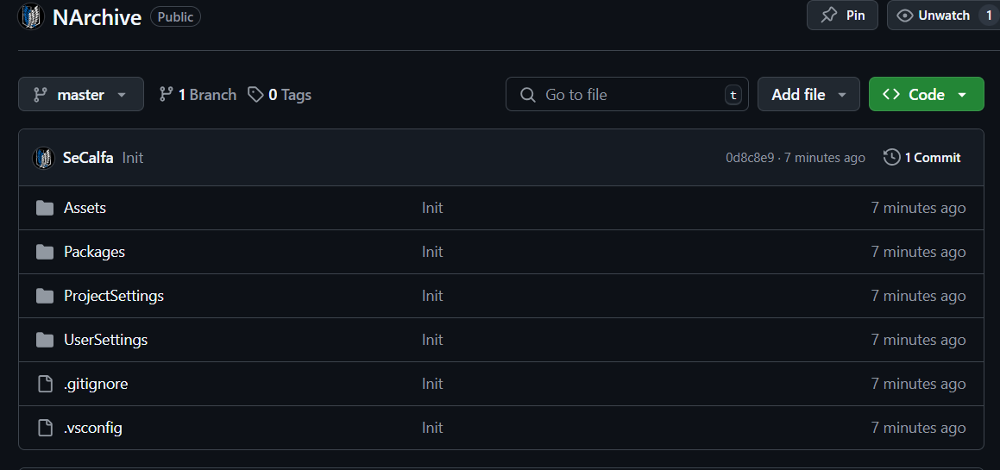 NArchive Public Pin Unwatch 1
master 1 Branch 0 Tags Go to file t Add file Code
SeCalfa Init 0d8c8e9 · 7 minutes ago 1 Commit
Assets Init 7 minutes ago
Packages Init 7 minutes ago
ProjectSettings Init 7 minutes ago
UserSettings Init 7 minutes ago
.gitignore Init 7 minutes ago
.vsconfig Init 7 minutes ago